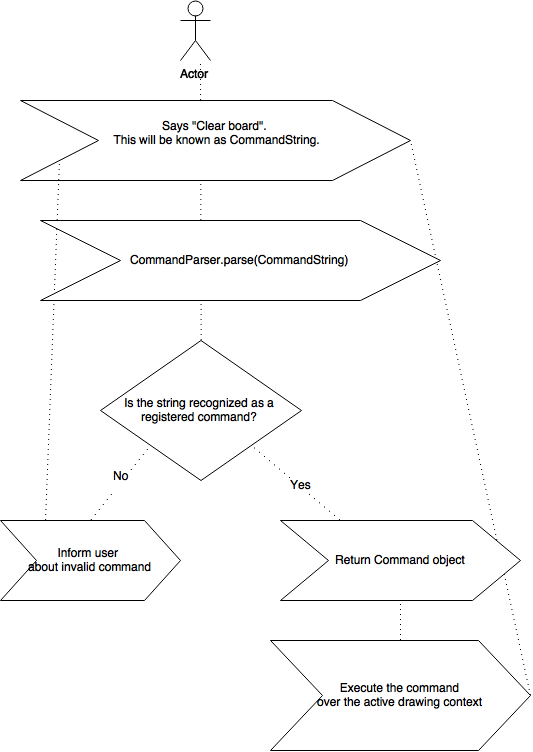 Actor
Says "Clear board".
This will be known as CommandString.
CommandParser.parse(CommandString)
Is the string recognized as a
registered command?
No
Yes
Inform user
about invalid command
Return Command object
Execute the command
over the active drawing context